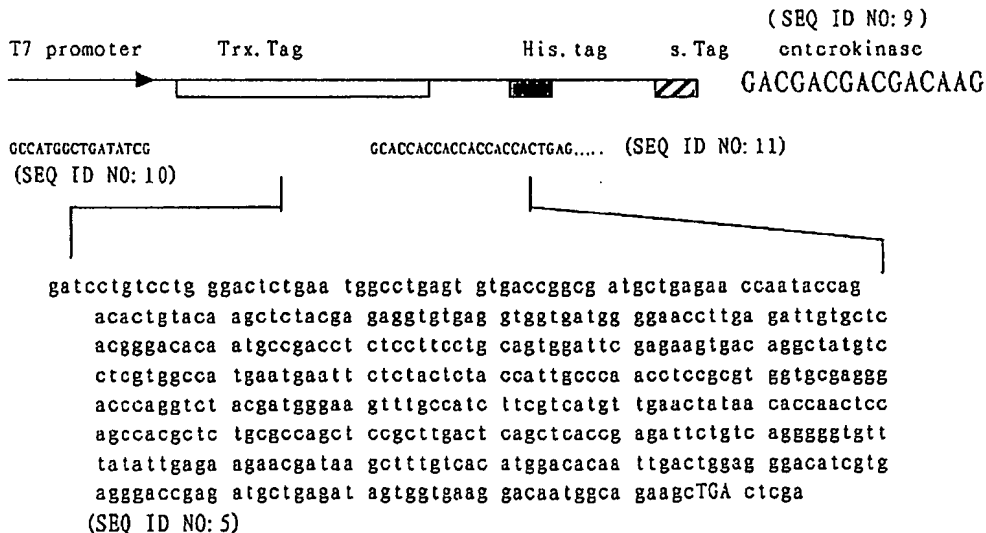 (SEQ ID NO:9)
T7 promoter Trx.Tag His.tag s.Tag entcrokinase
GACGACGACGACAAG
GCCATGGCTGATATCG GCACCACCACCACCACCACTGAG..... (SEQ ID NO:11)
(SEQ ID NO:10)
gatcctgtcctg ggactctgaa tggcctgagt gtgaccggcg atgctgagaa ccaataccag
acactgtaca agctctacga gaggtgtgag gtggtgatgg ggaaccttga gattgtgctc
acgggacaca atgccgacct ctccttcctg cagtggattc gagaagtgac aggctatgtc
ctcgtggcca tgaatgaatt ctctactcta ccattgccca acctccgcgt ggtgcgaggg
acccaggtct acgatgggaa gtttgccatc ttcgtcatgt tgaactataa caccaactcc
agccacgctc tgcgccagct ccgcttgact cagctcaccg agattctgtc agggggtgtt
tatattgaga agaacgataa gctttgtcac atggacacaa ttgactggag ggacatcgtg
agggaccgag atgctgagat agtggtgaag gacaatggca gaagcTGA ctcga
(SEQ ID NO:5)